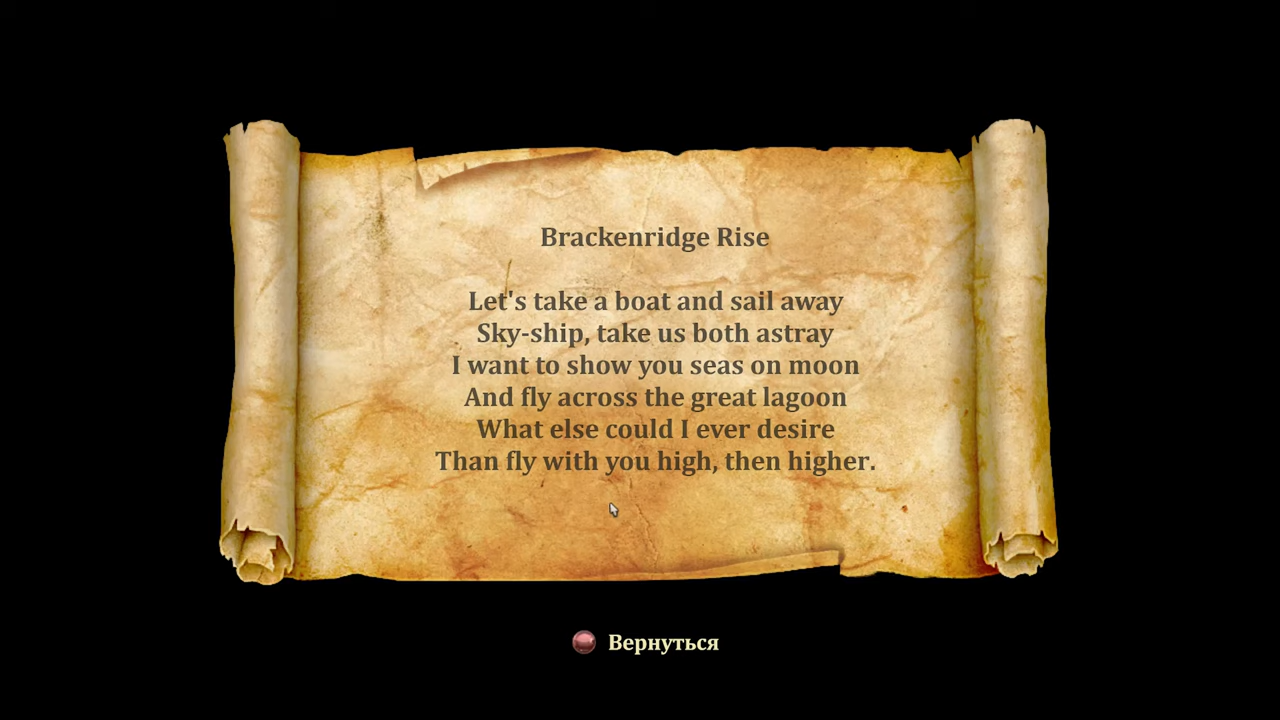 Brackenridge Rise
Let's take a boat and sail away
Sky-ship, take us both astray
I want to show you seas on moon
And fly across the great lagoon
What else could I ever desire
Than fly with you high, then higher.
Вернуться